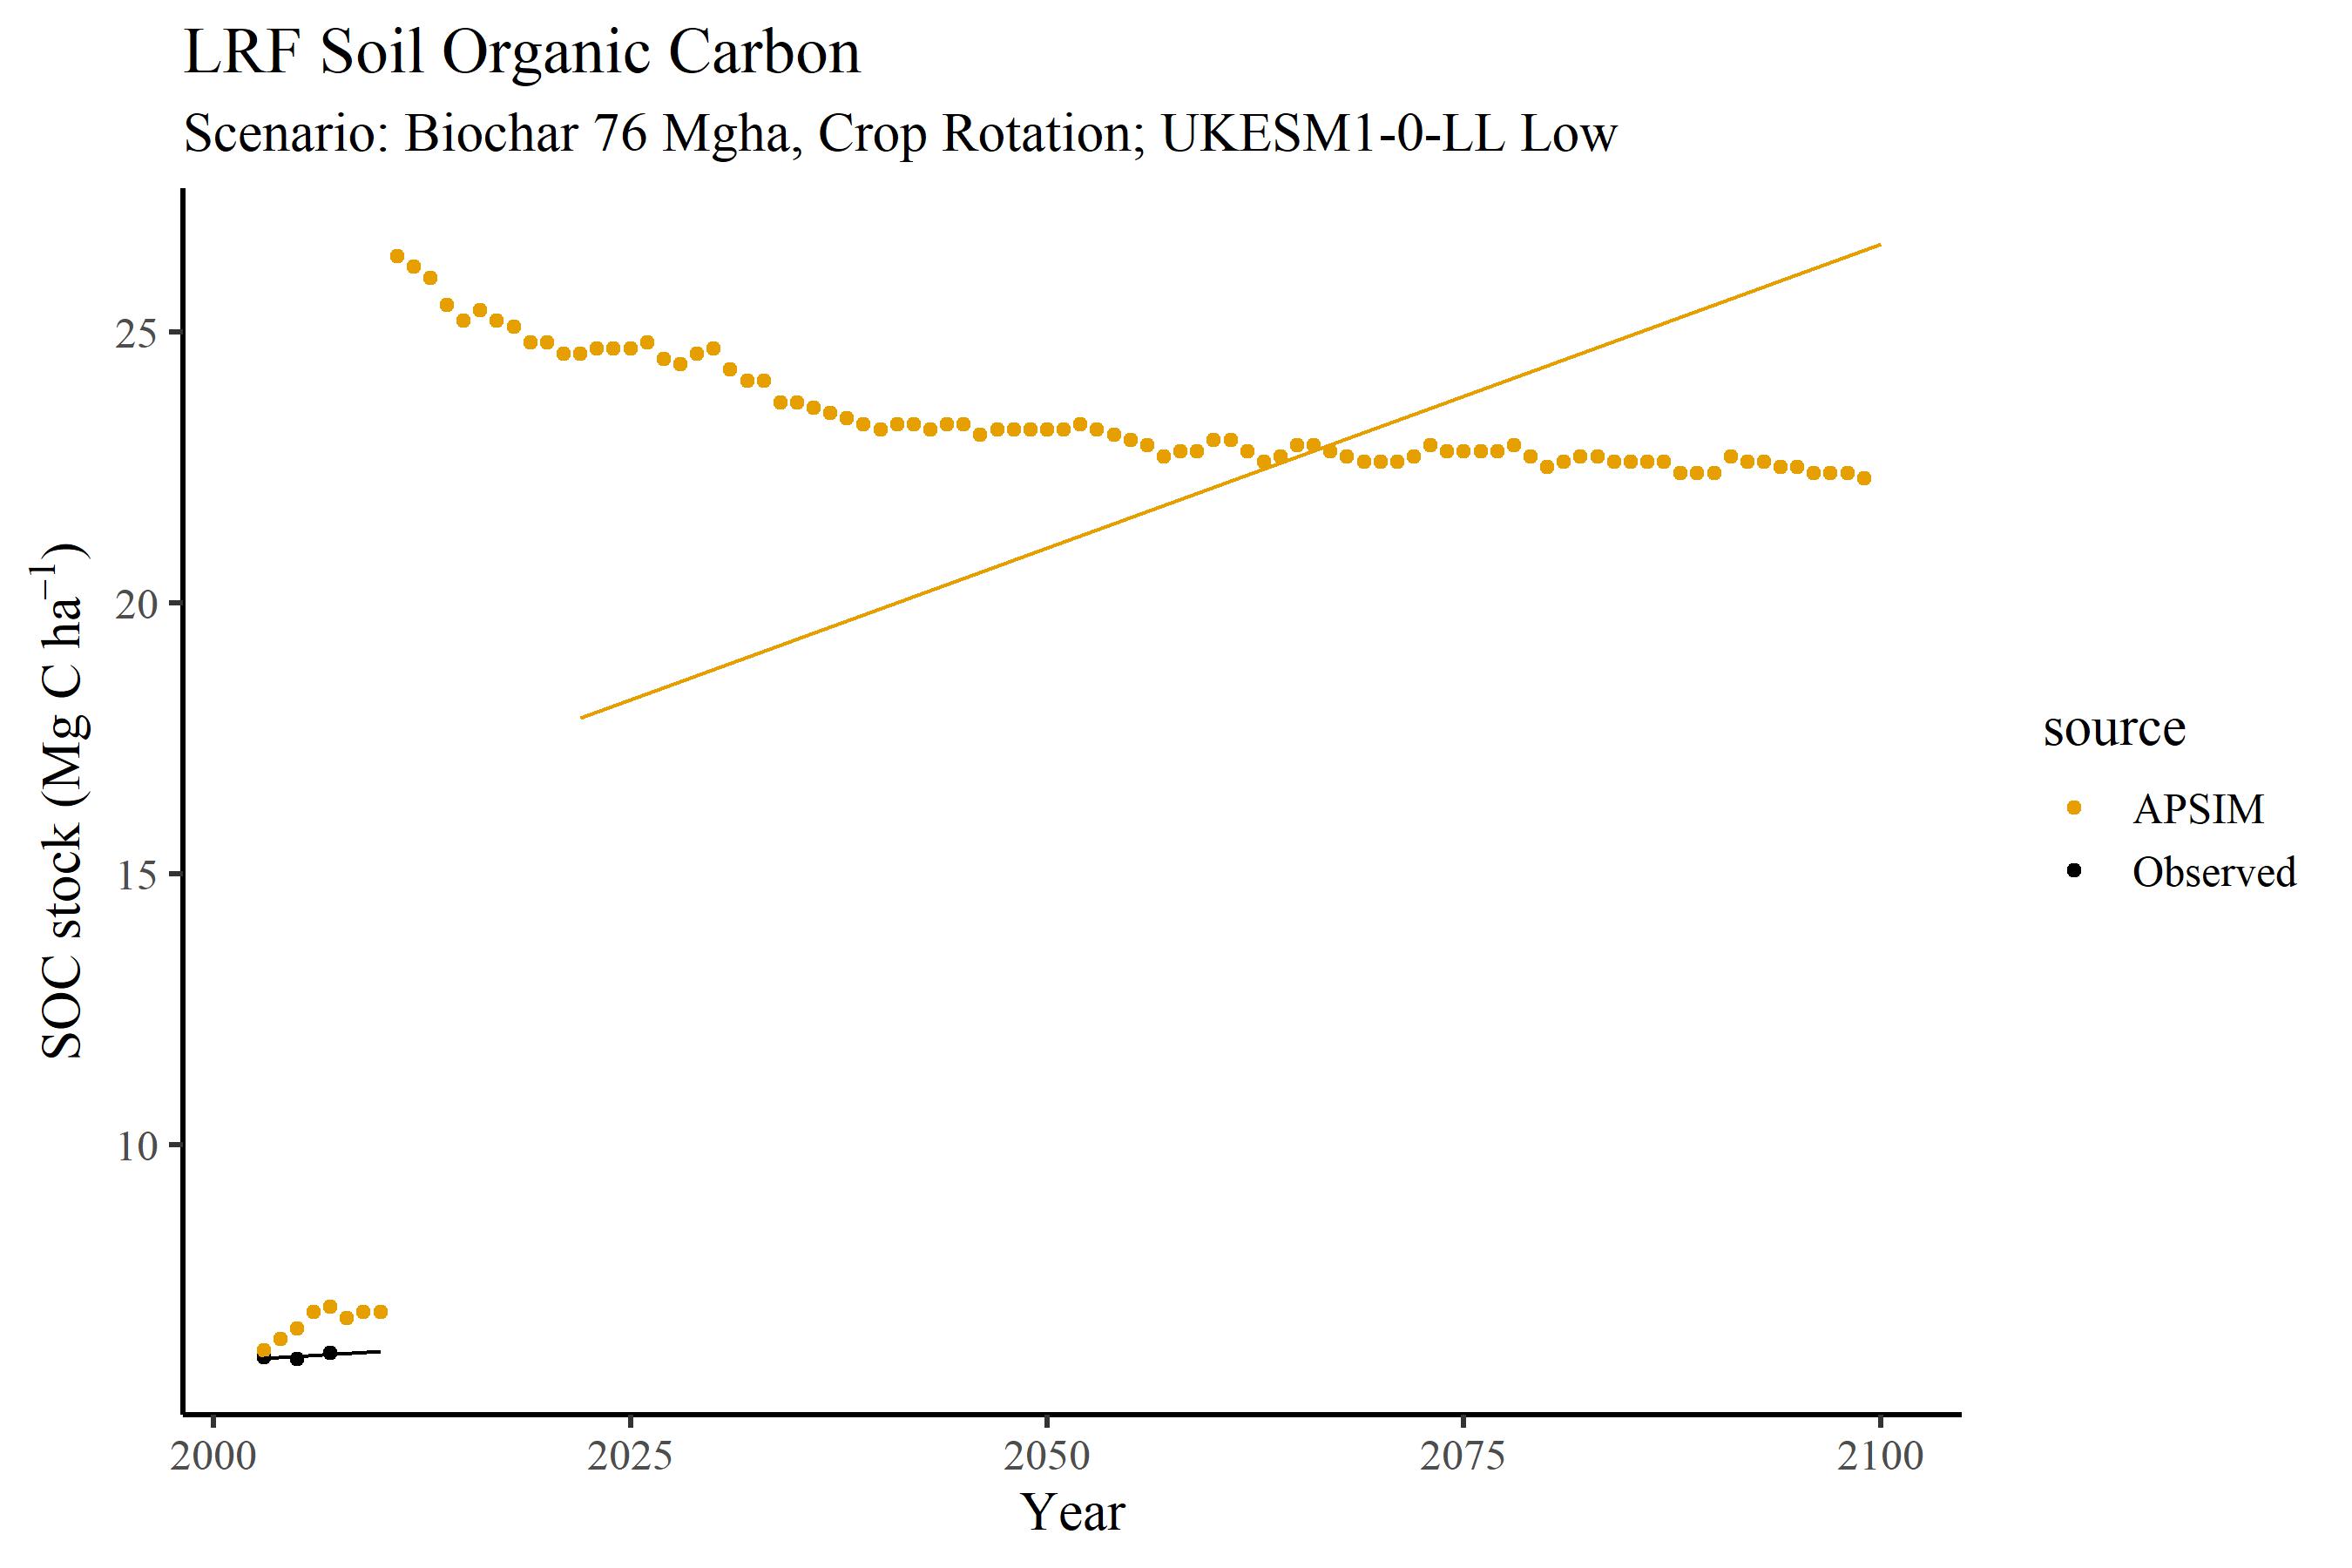 LRF Soil Organic Carbon
Scenario: Biochar 76 Mgha, Crop Rotation; UKESM1-0-LL Low
SOC stock (Mg C ha⁻¹)
25
20
15
10
2000
2025
2050
2075
2100
Year
source
APSIM
Observed